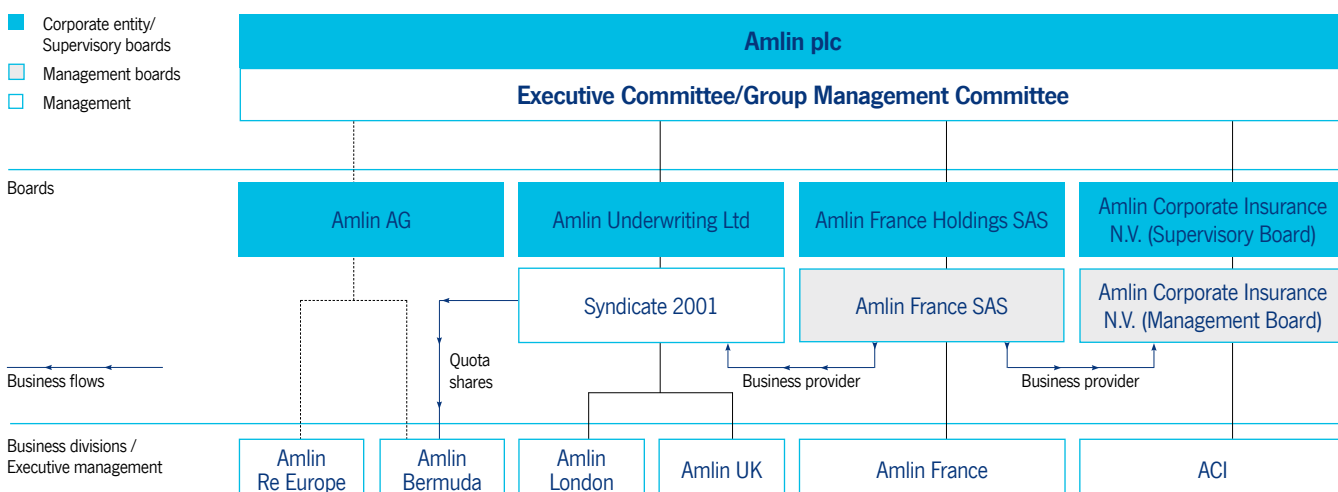 Corporate entity/
Supervisory boards
Management boards
Management
Amlin plc
Executive Committee/Group Management Committee
Boards
Amlin AG
Amlin Underwriting Ltd
Amlin France Holdings SAS
Amlin Corporate Insurance
N.V. (Supervisory Board)
Syndicate 2001
Amlin France SAS
Amlin Corporate Insurance
N.V. (Management Board)
Quota
shares
Business flows
Business provider
Business provider
Business divisions /
Executive management
Amlin
Re Europe
Amlin
Bermuda
Amlin
London
Amlin UK
Amlin France
ACI